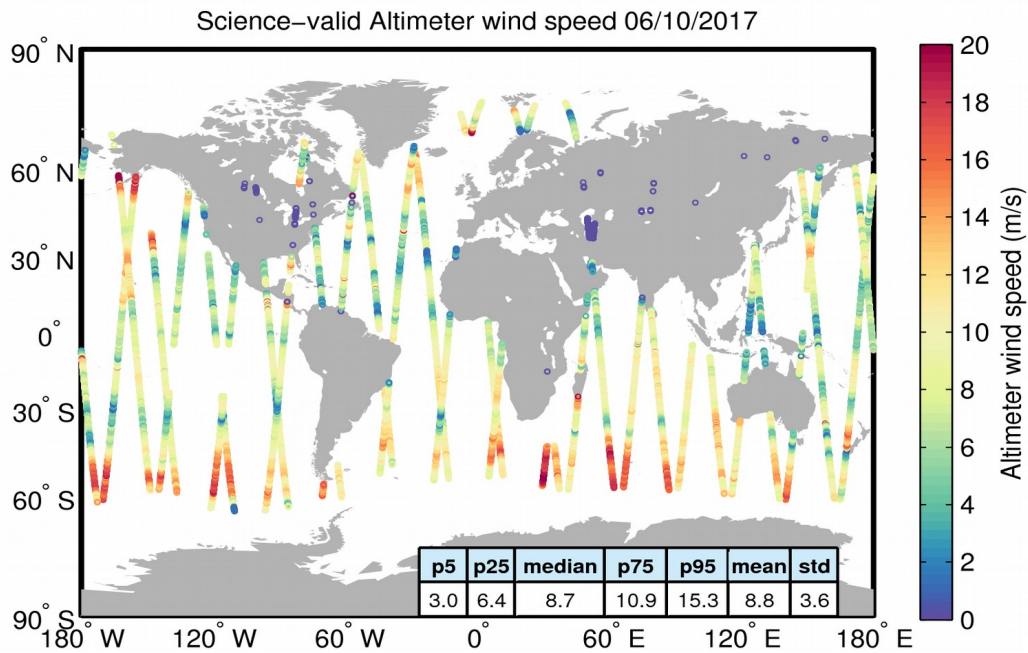 Science-valid Altimeter wind speed 06/10/2017
90° N
60° N
30° N
0°
30° S
60° S
90° S
180° W
120° W
60° W
0°
60° E
120° E
180° E
p5 p25 median p75 p95 mean std
3.0 6.4 8.7 10.9 15.3 8.8 3.6
20
18
16
14
12
10
8
6
4
2
0
Altimeter wind speed (m/s)